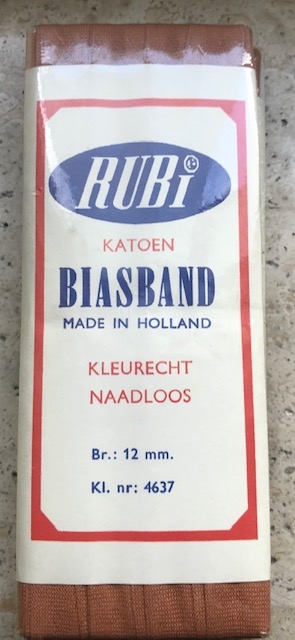 RUBi
KATOEN
BIASBAND
MADE IN HOLLAND
KLEURECHT
NAADLOOS
Br.: 12 mm.
Kl. nr: 4637